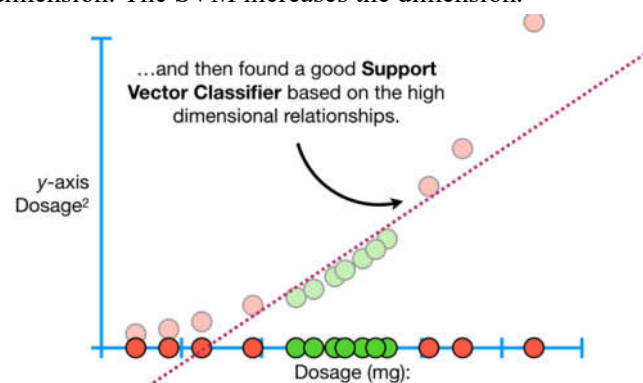 dimension. The SVM increases the dimension.
…and then found a good Support
Vector Classifier based on the high
dimensional relationships.
y-axis
Dosage²
Dosage (mg):